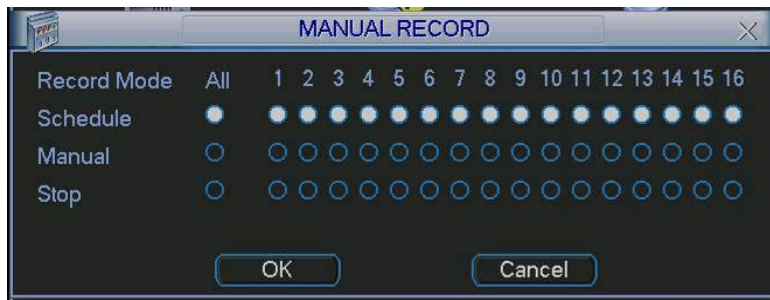 MANUAL RECORD
Record Mode All 1 2 3 4 5 6 7 8 9 10 11 12 13 14 15 16
Schedule
Manual
Stop
OK Cancel